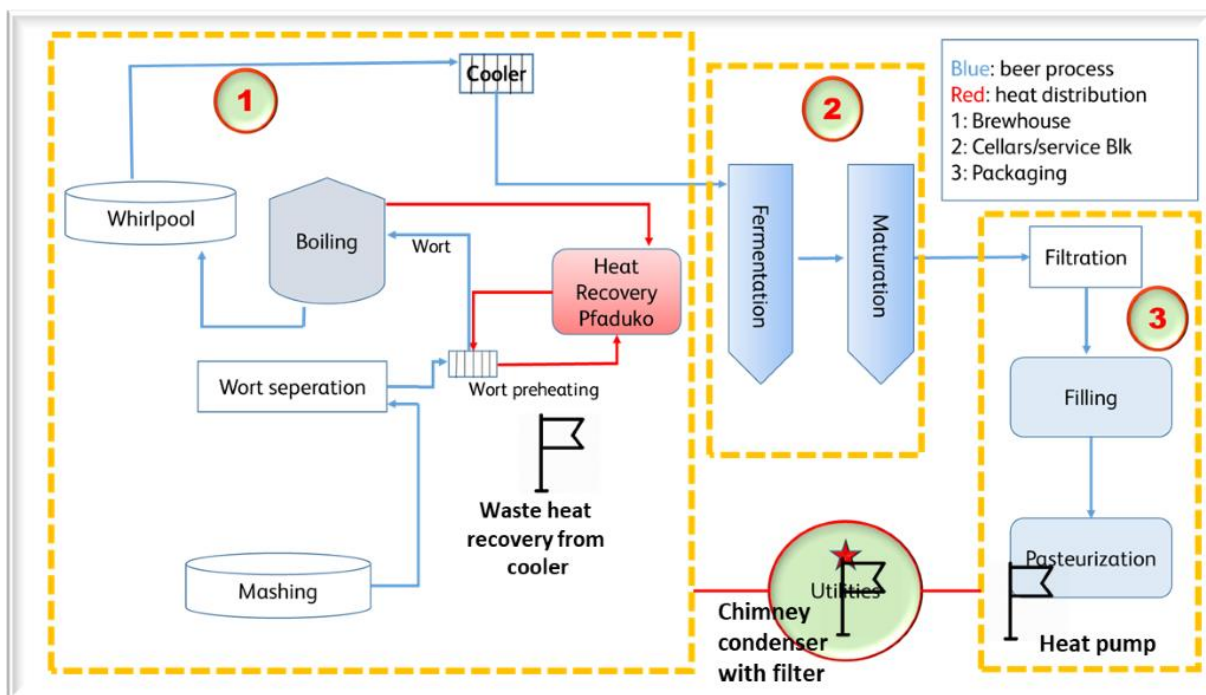 Cooler
1
Whirlpool
Boiling
Wort
Heat
Recovery
Pfaduko
Wort seperation
Wort preheating
Waste heat
recovery from
cooler
Mashing
2
Fermentation
Maturation
Blue: beer process
Red: heat distribution
1: Brewhouse
2: Cellars/service Blk
3: Packaging
Filtration
3
Filling
Pasteurization
Heat pump
Utilities
Chimney
condenser
with filter